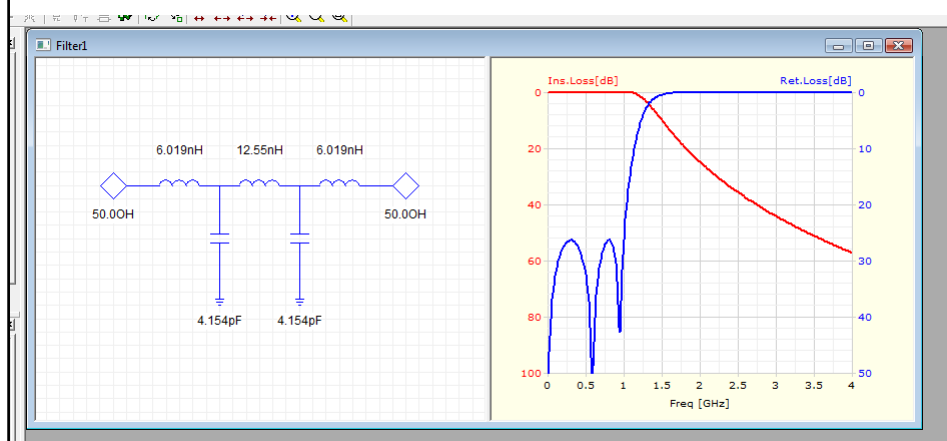 Filter1
6.019nH 12.55nH 6.019nH
50.0OH 50.0OH
4.154pF 4.154pF
Ins.Loss[dB] Ret.Loss[dB]
0 0
20 10
40 20
60 30
80 40
100 50
0 0.5 1 1.5 2 2.5 3 3.5 4
Freq [GHz]